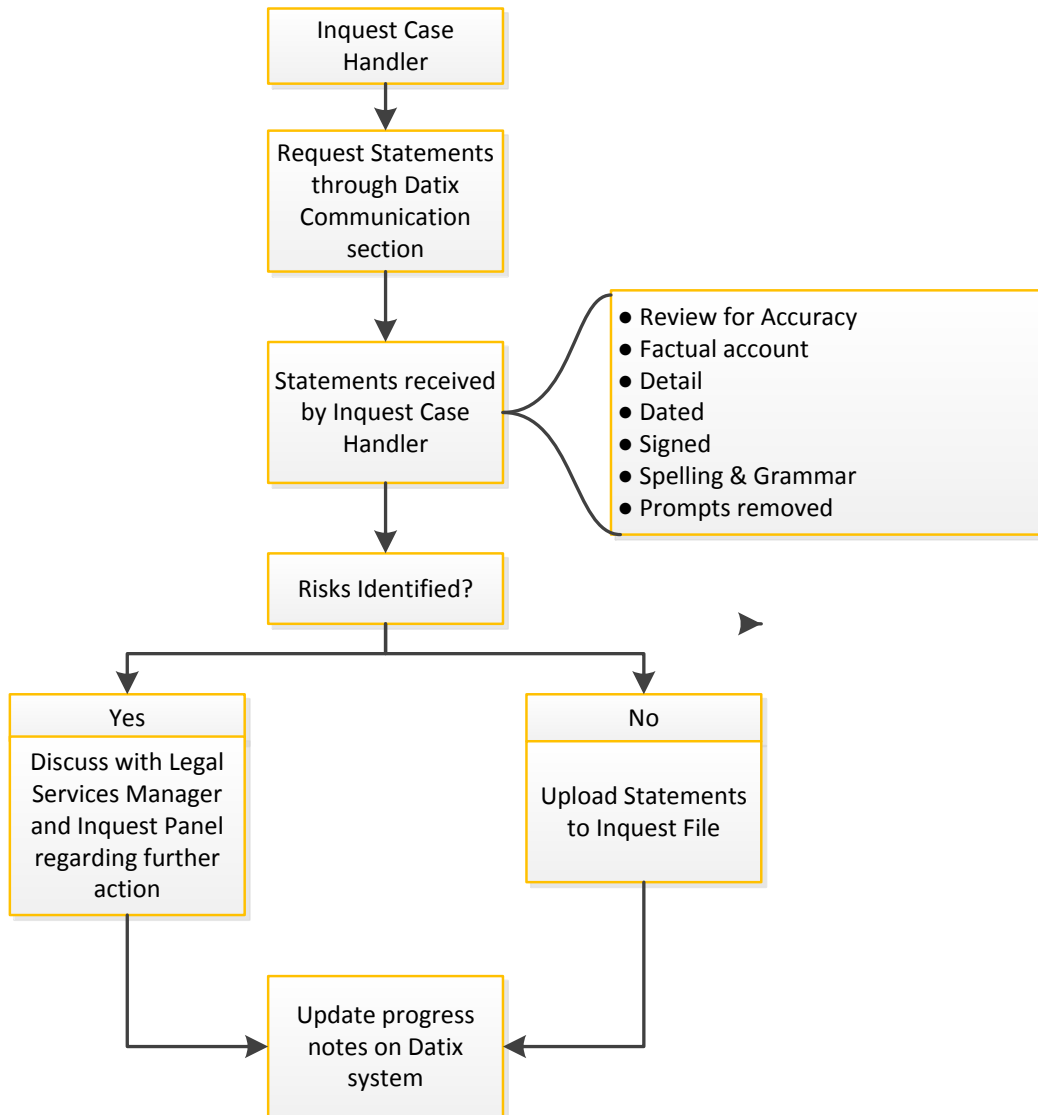 Inquest Case
Handler
Request Statements
through Datix
Communication
section
Statements received
by Inquest Case
Handler
● Review for Accuracy
● Factual account
● Detail
● Dated
● Signed
● Spelling & Grammar
● Prompts removed
Risks Identified?
Yes
Discuss with Legal
Services Manager
and Inquest Panel
regarding further
action
No
Upload Statements
to Inquest File
Update progress
notes on Datix
system